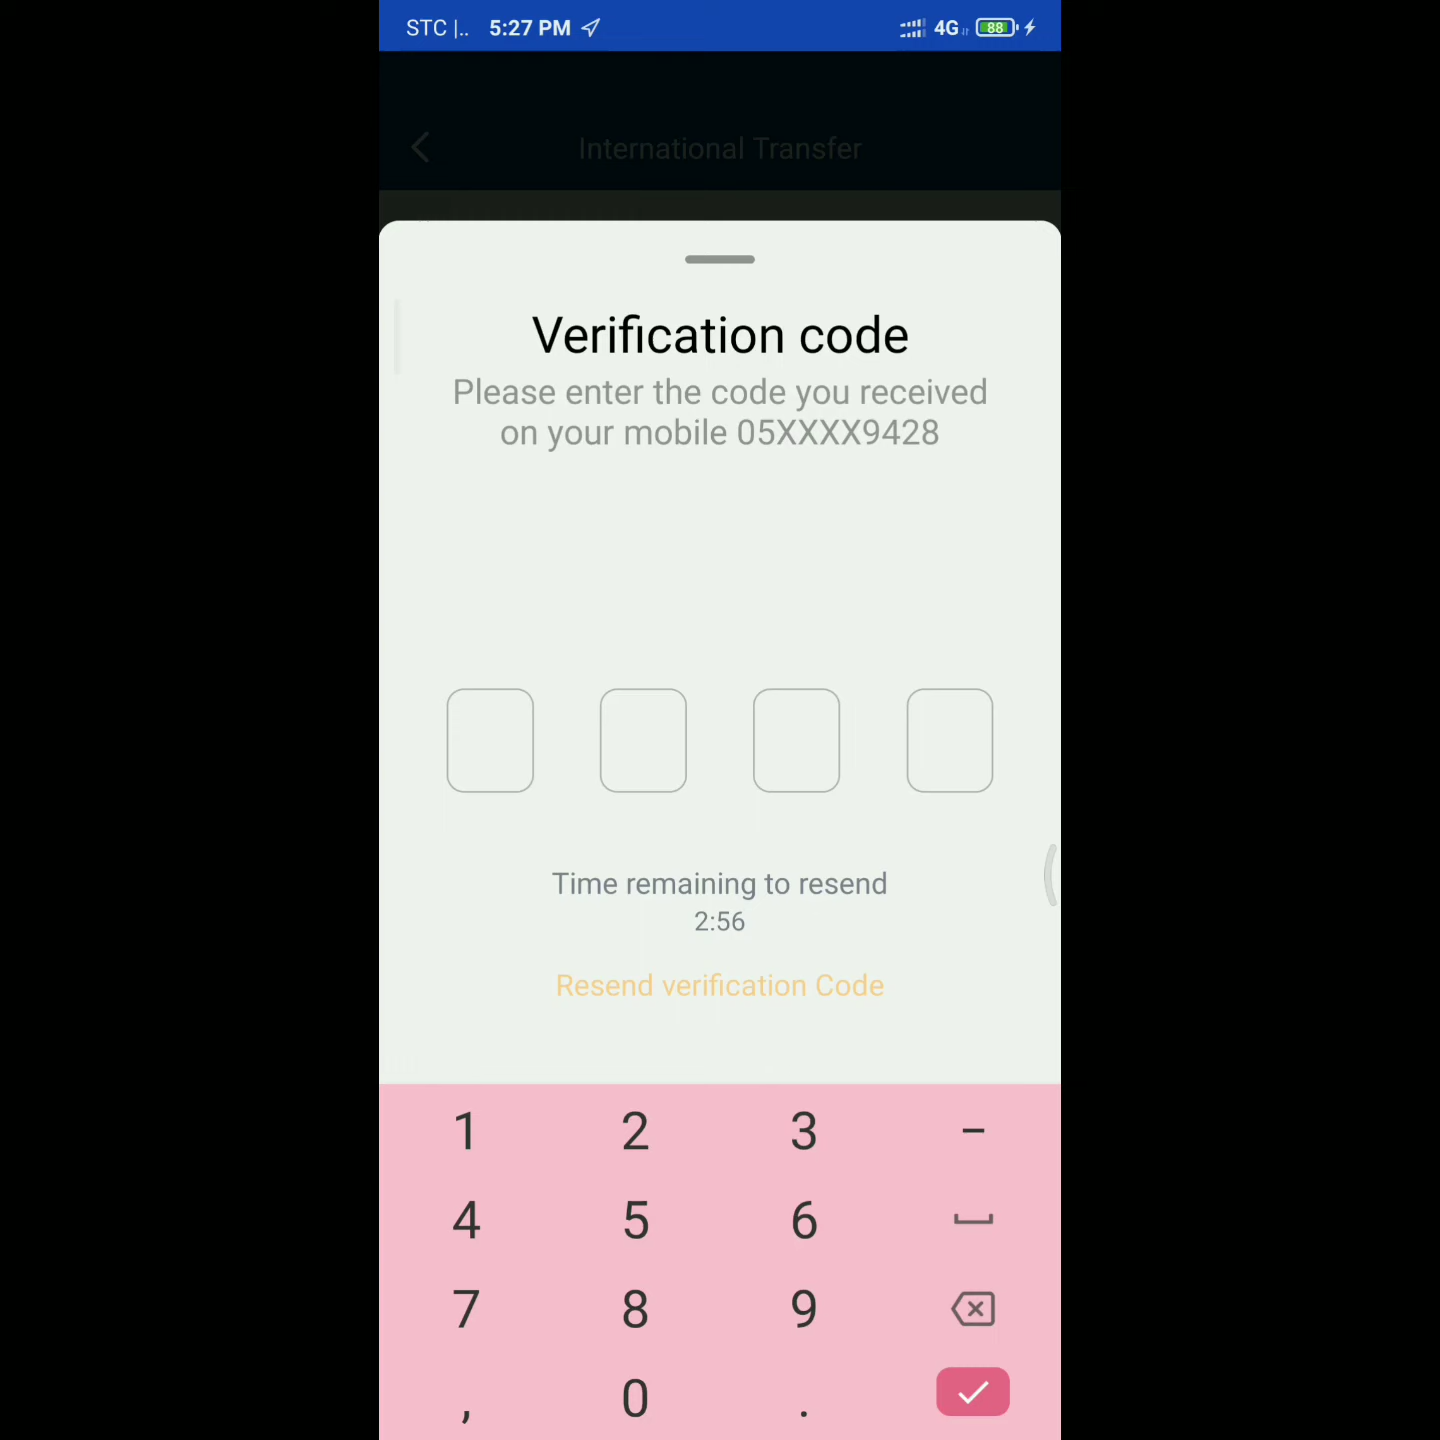 STC |.. 5:27 PM 4G 88
International Transfer
Verification code
Please enter the code you received
on your mobile 05XXXX9428
Time remaining to resend
2:56
Resend verification Code
1 2 3 -
4 5 6
7 8 9
, 0 .